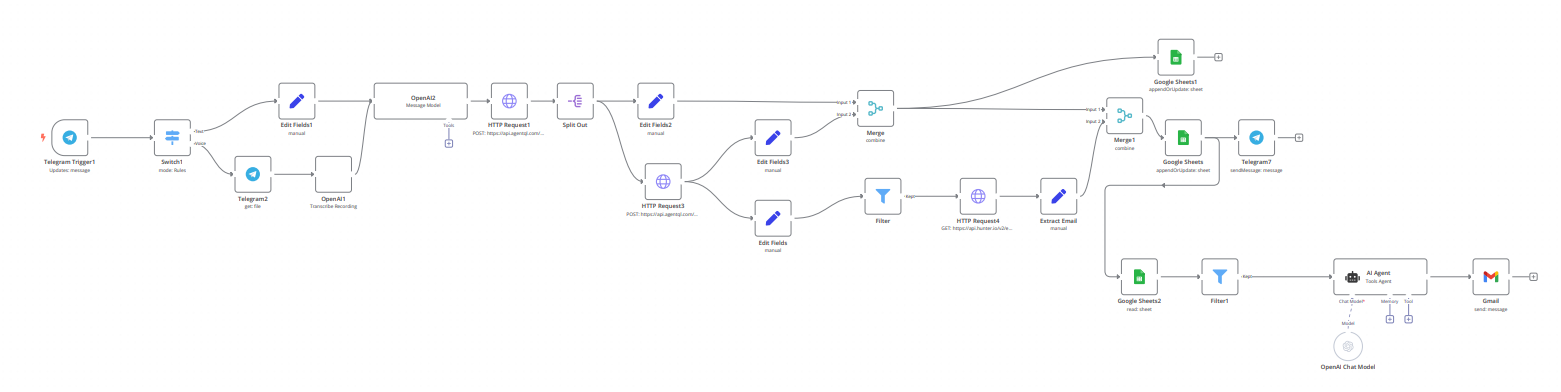 Telegram Trigger1
Updates: message
Switch1
mode: Rules
Text
Voice
Edit Fields1
manual
Telegram2
get: file
OpenAI1
Transcribe Recording
OpenAI2
Message Model
Tools
HTTP Request1
POST: https://api.agentql.com/...
Split Out
Edit Fields2
manual
HTTP Request3
POST: https://api.agentql.com/...
Edit Fields3
manual
Edit Fields
manual
Input 1
Input 2
Merge
combine
Filter
Kept
HTTP Request4
GET: https://api.hunter.io/v2/e...
Extract Email
manual
Google Sheets1
appendOrUpdate: sheet
Input 1
Input 2
Merge1
combine
Google Sheets
appendOrUpdate: sheet
Telegram7
sendMessage: message
Google Sheets2
read: sheet
Filter1
Kept
AI Agent
Tools Agent
Chat Model*
Memory
Tool
Model
OpenAI Chat Model
Gmail
send: message